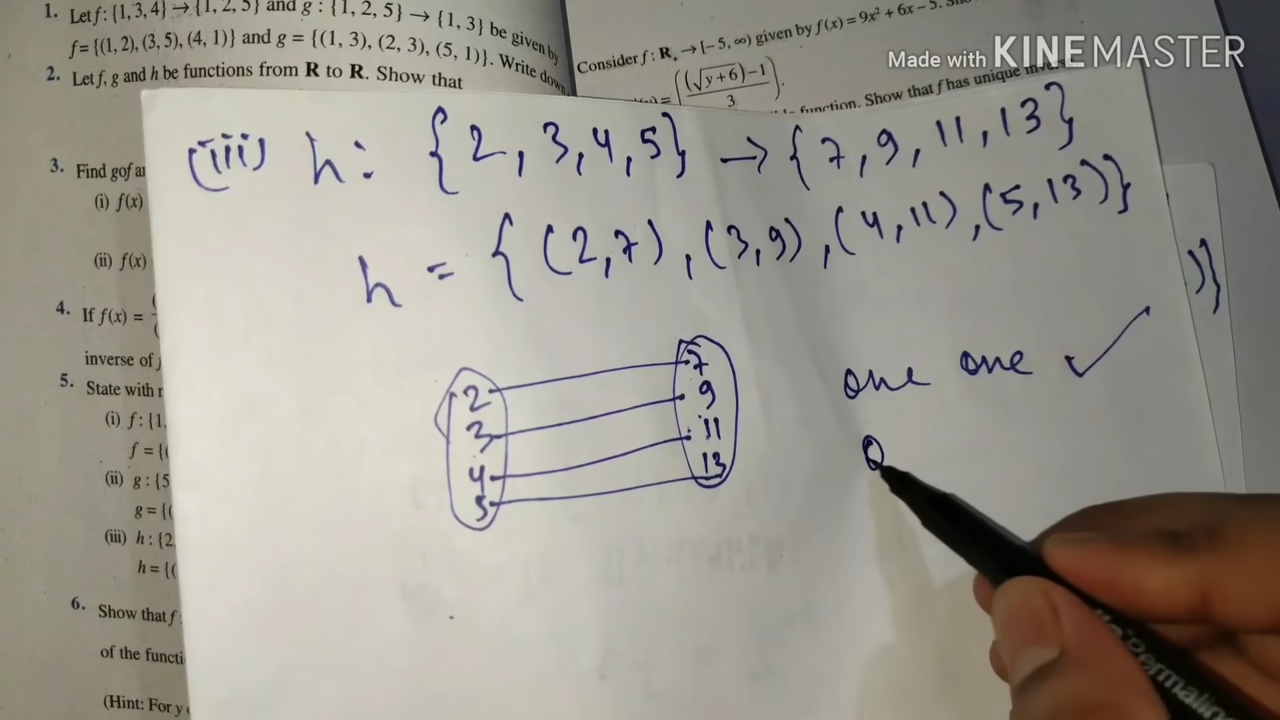 1. Let f: {1, 3, 4} → {1, 2, 5} and g : {1, 2, 5} → {1, 3} be given by
f = {(1, 2), (3, 5), (4, 1)} and g = {(1, 3), (2, 3), (5, 1)}. Write down
2. Let f, g and h be functions from R to R. Show that
3. Find gof
(i) f(x)
(ii) f(x)
4. If f(x) =
inverse of
5. State with
(i) f : {1,
f = {(
(ii) g : {5
g = {(
(iii) h : {2,
h = {(
6. Show that f
of the functi
(Hint: For y
Consider f : R₊ → [– 5, ∞) given by f(x) = 9x² + 6x – 5.
= ((√y+6) –1 / 3).
function. Show that f has unique
Made with KINEMASTER
(iii) h: {2, 3, 4, 5} → {7, 9, 11, 13}
h = { (2,7), (3,9), (4,11), (5,13)}
)}
2 7
3 9
4 11
5 13
one one ✓
O